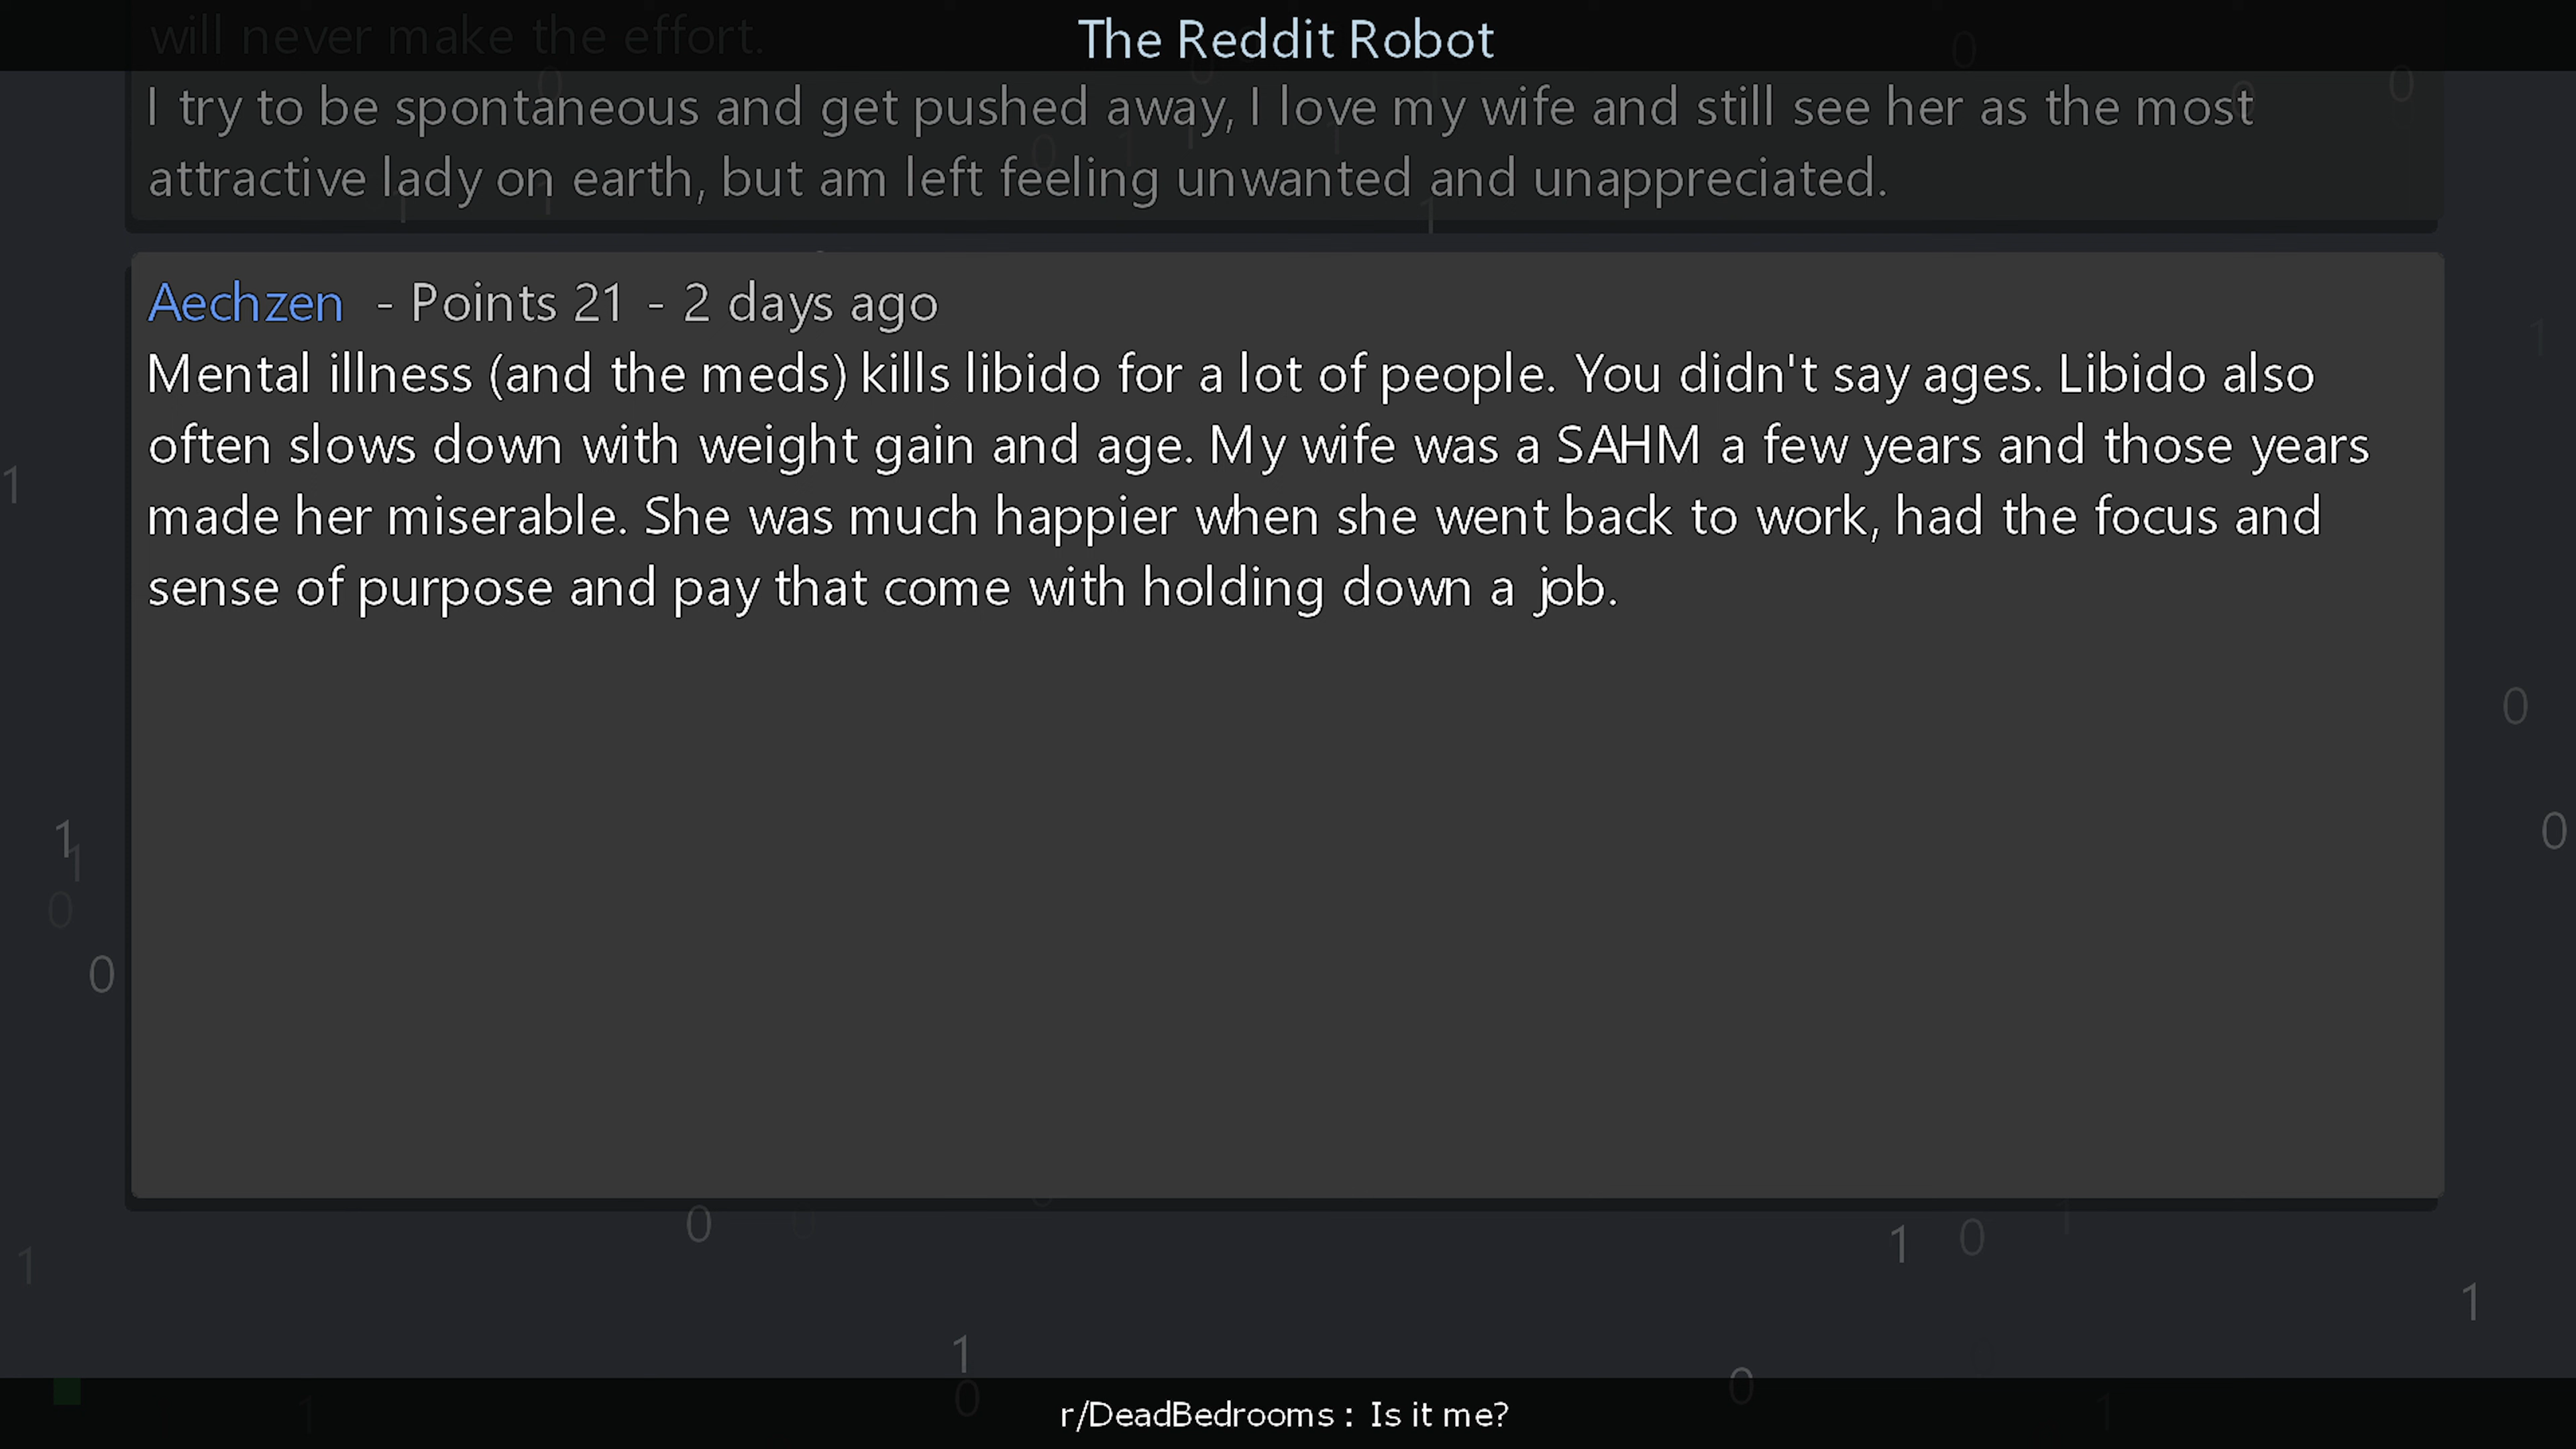 The Reddit Robot
will never make the effort.
I try to be spontaneous and get pushed away, I love my wife and still see her as the most
attractive lady on earth, but am left feeling unwanted and unappreciated.
Aechzen - Points 21 - 2 days ago
Mental illness (and the meds) kills libido for a lot of people. You didn't say ages. Libido also
often slows down with weight gain and age. My wife was a SAHM a few years and those years
made her miserable. She was much happier when she went back to work, had the focus and
sense of purpose and pay that come with holding down a job.
r/DeadBedrooms : Is it me?